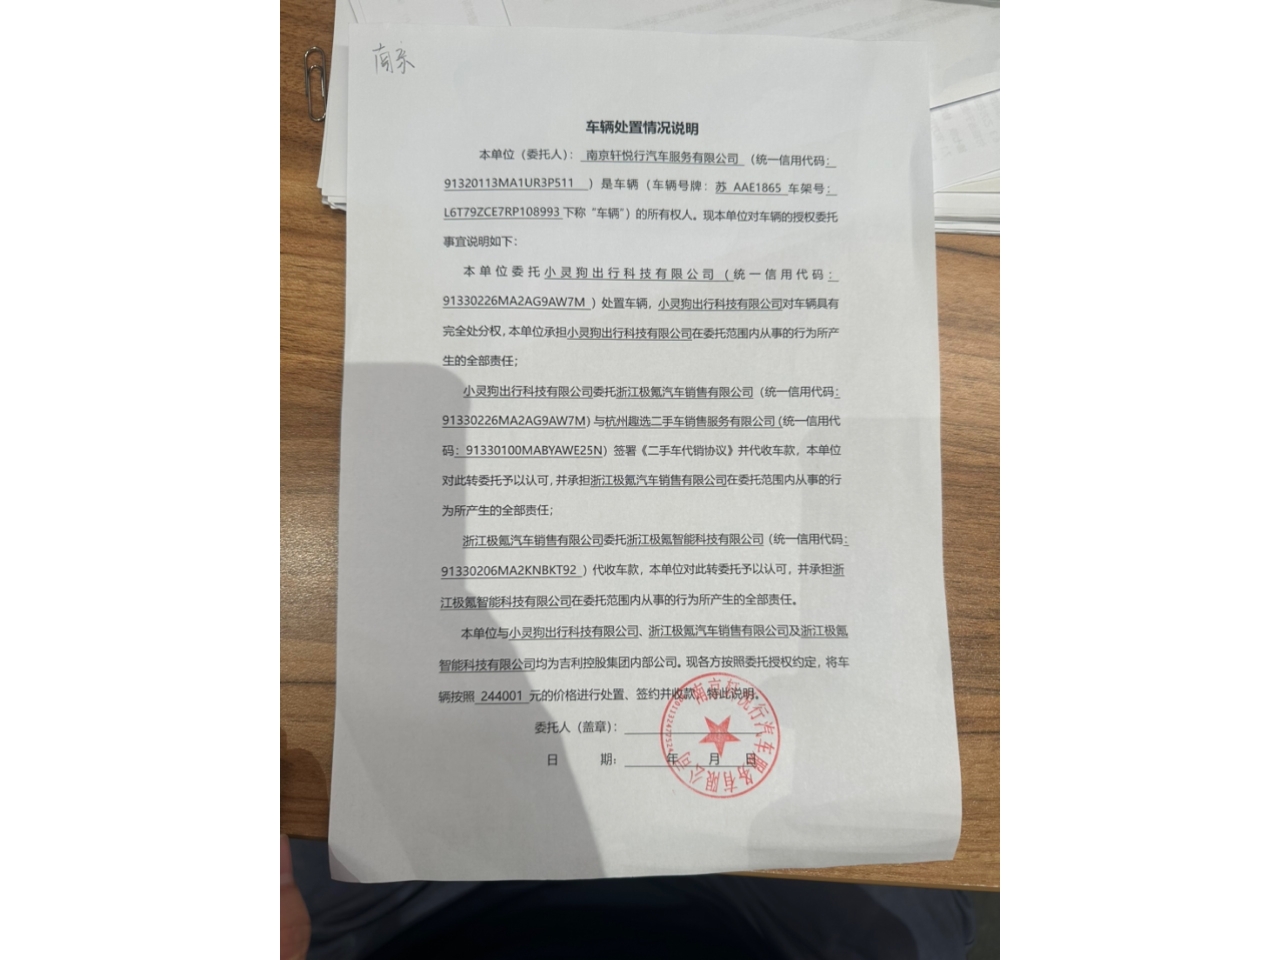 南京
车辆处置情况说明
本单位（委托人）： 南京轩悦行汽车服务有限公司 （统一信用代码：
91320113MA1UR3P511 ）是车辆（车辆号牌：苏 AAE1865 车架号：
L6T79ZCE7RP108993 下称“车辆”）的所有权人。现本单位对车辆的授权委托
事宜说明如下：
本单位委托小灵狗出行科技有限公司（统一信用代码：
91330226MA2AG9AW7M ）处置车辆，小灵狗出行科技有限公司对车辆具有
完全处分权，本单位承担小灵狗出行科技有限公司在委托范围内从事的行为所产
生的全部责任；
小灵狗出行科技有限公司委托浙江极氪汽车销售有限公司（统一信用代码：
91330226MA2AG9AW7M）与杭州趣选二手车销售服务有限公司（统一信用代
码：91330100MABYAWE25N）签署《二手车代销协议》并代收车款，本单位
对此转委托予以认可，并承担浙江极氪汽车销售有限公司在委托范围内从事的行
为所产生的全部责任；
浙江极氪汽车销售有限公司委托浙江极氪智能科技有限公司（统一信用代码：
91330206MA2KNBKT92 ）代收车款，本单位对此转委托予以认可，并承担浙
江极氪智能科技有限公司在委托范围内从事的行为所产生的全部责任。
本单位与小灵狗出行科技有限公司、浙江极氪汽车销售有限公司及浙江极氪
智能科技有限公司均为吉利控股集团内部公司。现各方按照委托授权约定，将车
辆按照 244001 元的价格进行处置、签约并收款，特此说明。
委托人（盖章）：
日 期： 年 月 日
南京轩悦行汽车服务有限公司